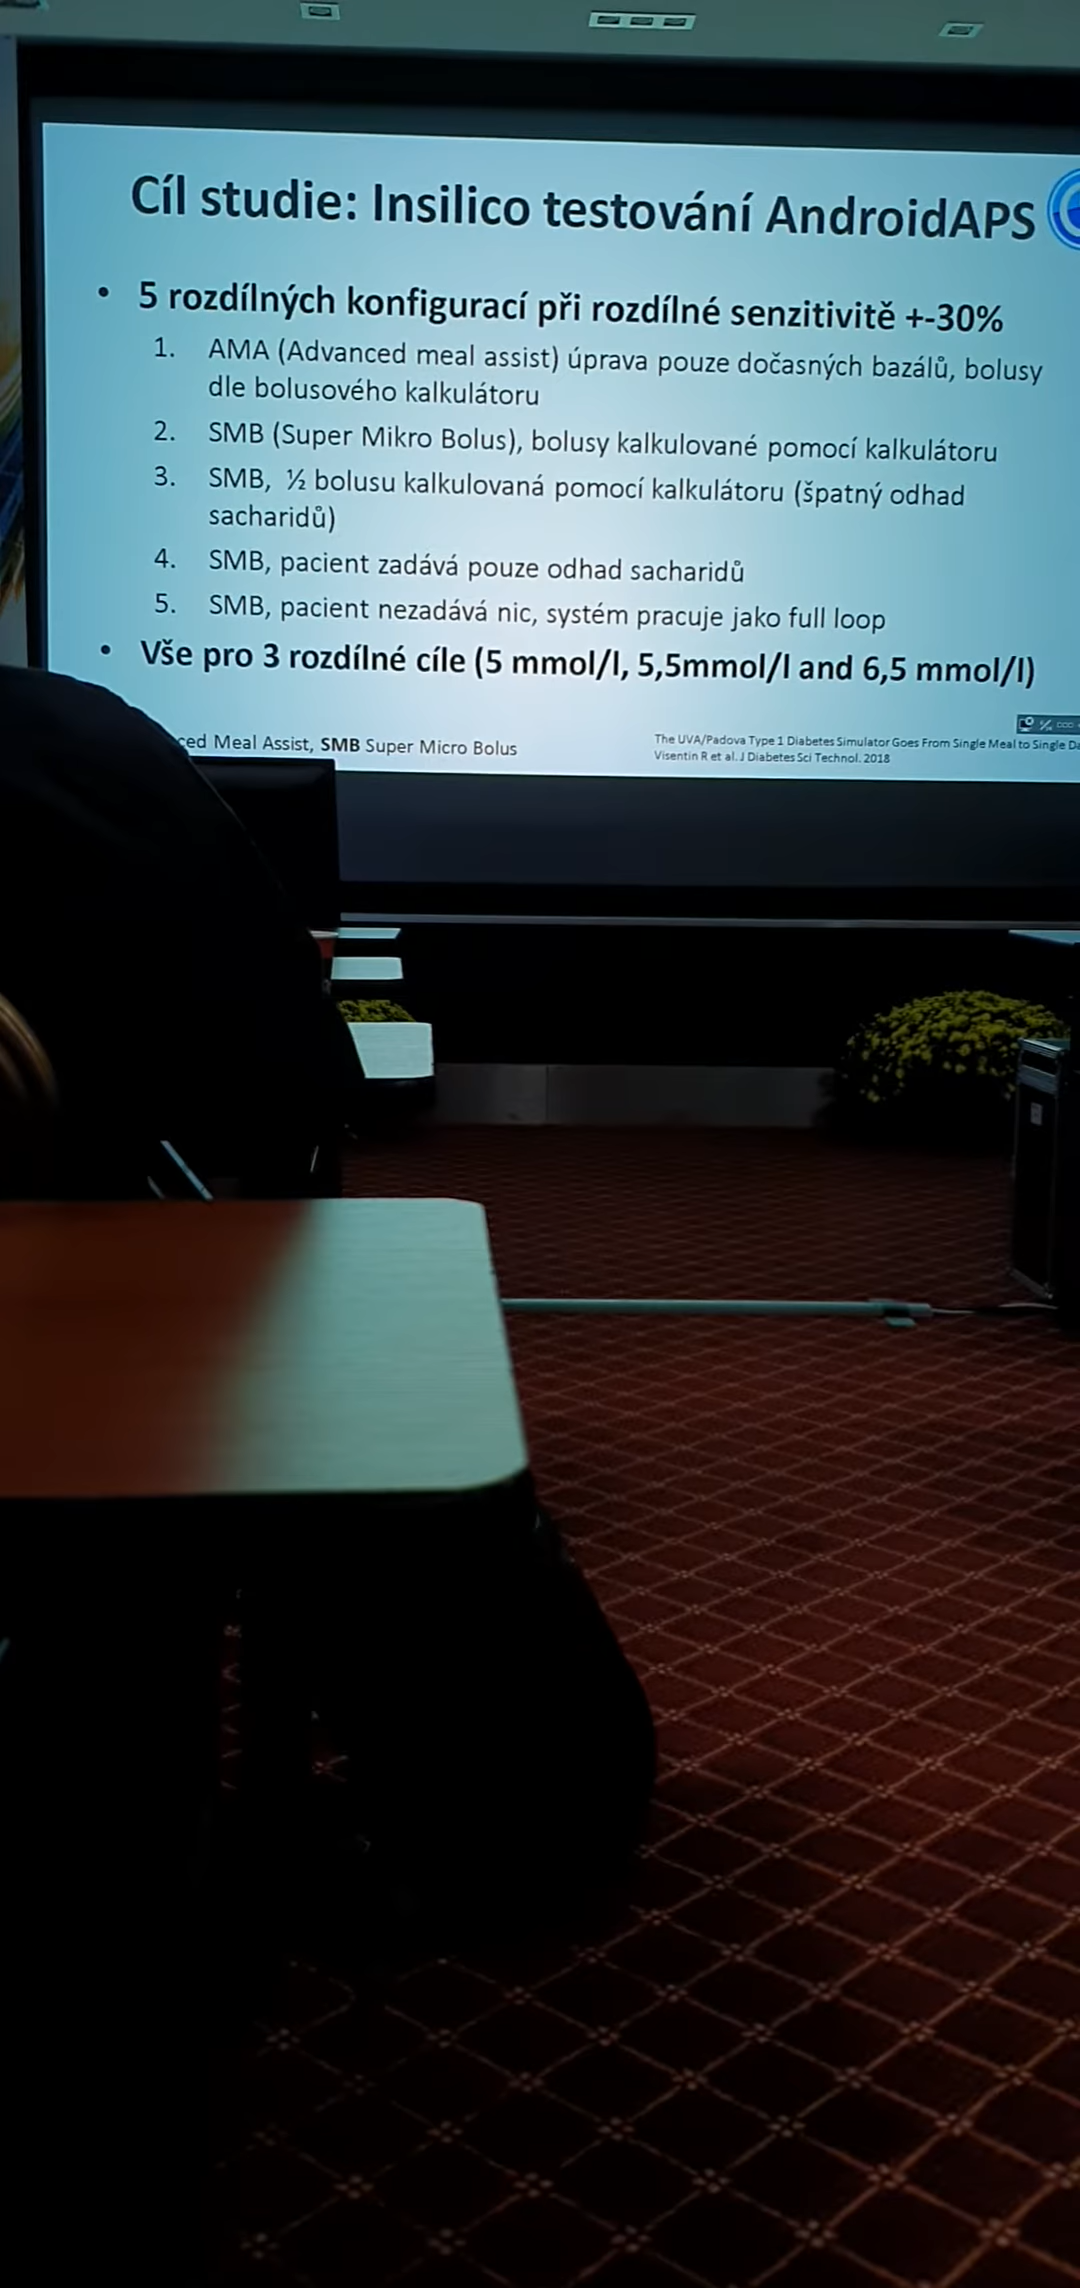 Cíl studie: Insilico testování AndroidAPS
• 5 rozdílných konfigurací při rozdílné senzitivitě +-30%
1. AMA (Advanced meal assist) úprava pouze dočasných bazálů, bolusy
dle bolusového kalkulátoru
2. SMB (Super Mikro Bolus), bolusy kalkulované pomocí kalkulátoru
3. SMB, ½ bolusu kalkulovaná pomocí kalkulátoru (špatný odhad
sacharidů)
4. SMB, pacient zadává pouze odhad sacharidů
5. SMB, pacient nezadává nic, systém pracuje jako full loop
• Vše pro 3 rozdílné cíle (5 mmol/l, 5,5mmol/l and 6,5 mmol/l)
ced Meal Assist, SMB Super Micro Bolus
The UVA/Padova Type 1 Diabetes Simulator Goes From Single Meal to Single Da
Visentin R et al. J Diabetes Sci Technol. 2018